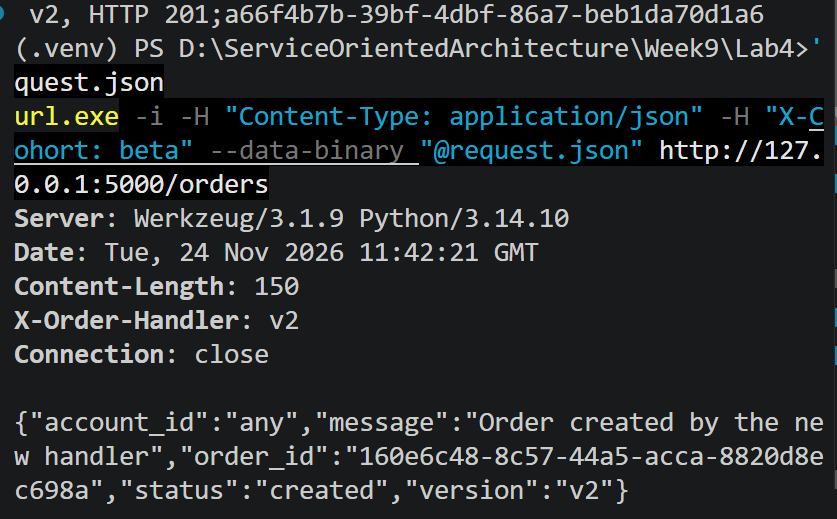 v2, HTTP 201;a66f4b7b-39bf-4dbf-86a7-beb1da70d1a6
(.venv) PS D:\ServiceOrientedArchitecture\Week9\Lab4>'
quest.json
url.exe -i -H "Content-Type: application/json" -H "X-C
ohort: beta" --data-binary "@request.json" http://127.
0.0.1:5000/orders
Server: Werkzeug/3.1.9 Python/3.14.10
Date: Tue, 24 Nov 2026 11:42:21 GMT
Content-Length: 150
X-Order-Handler: v2
Connection: close
{"account_id":"any","message":"Order created by the ne
w handler","order_id":"160e6c48-8c57-44a5-acca-8820d8e
c698a","status":"created","version":"v2"}